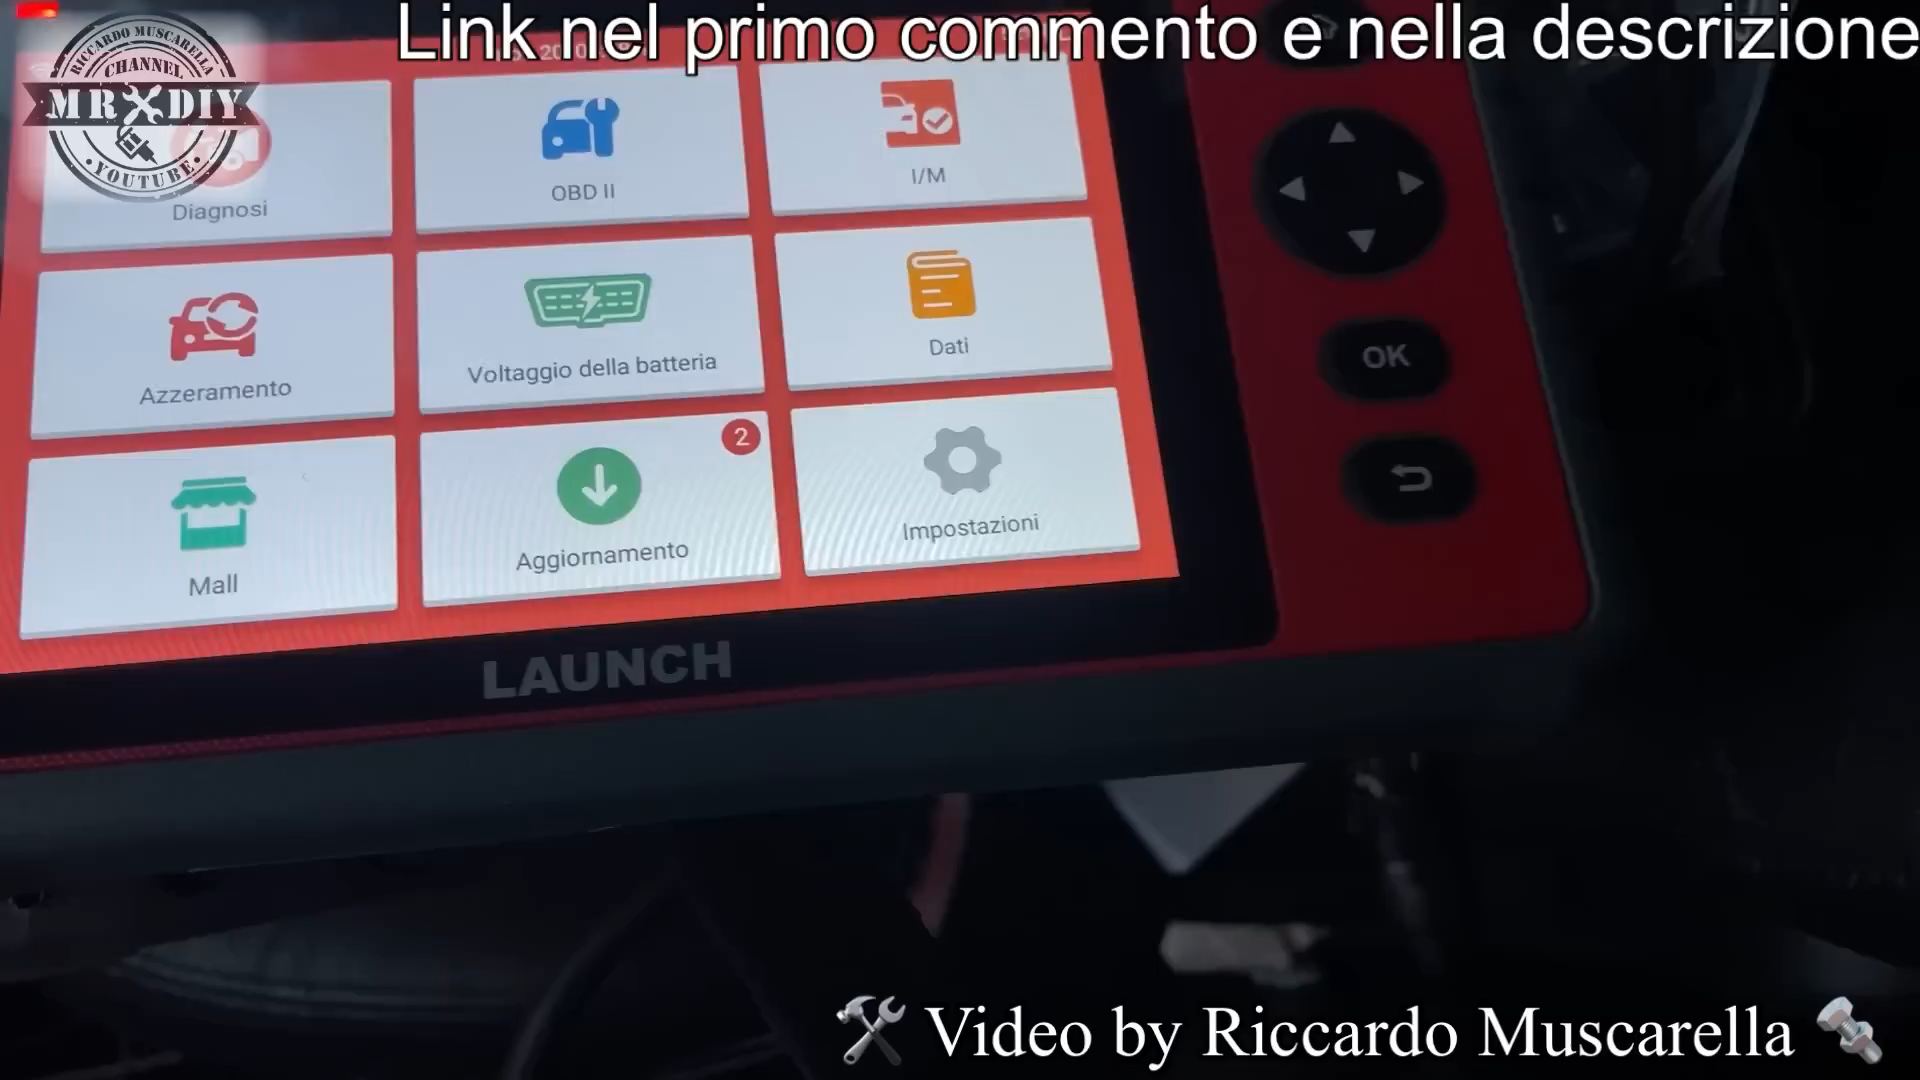 Link nel primo commento e nella descrizione
RICCARDO MUSCARELLA
CHANNEL
MR DIY
YOUTUBE
Diagnosi
OBD II
I/M
Azzeramento
Voltaggio della batteria
Dati
Mall
2
Aggiornamento
Impostazioni
OK
LAUNCH
Video by Riccardo Muscarella